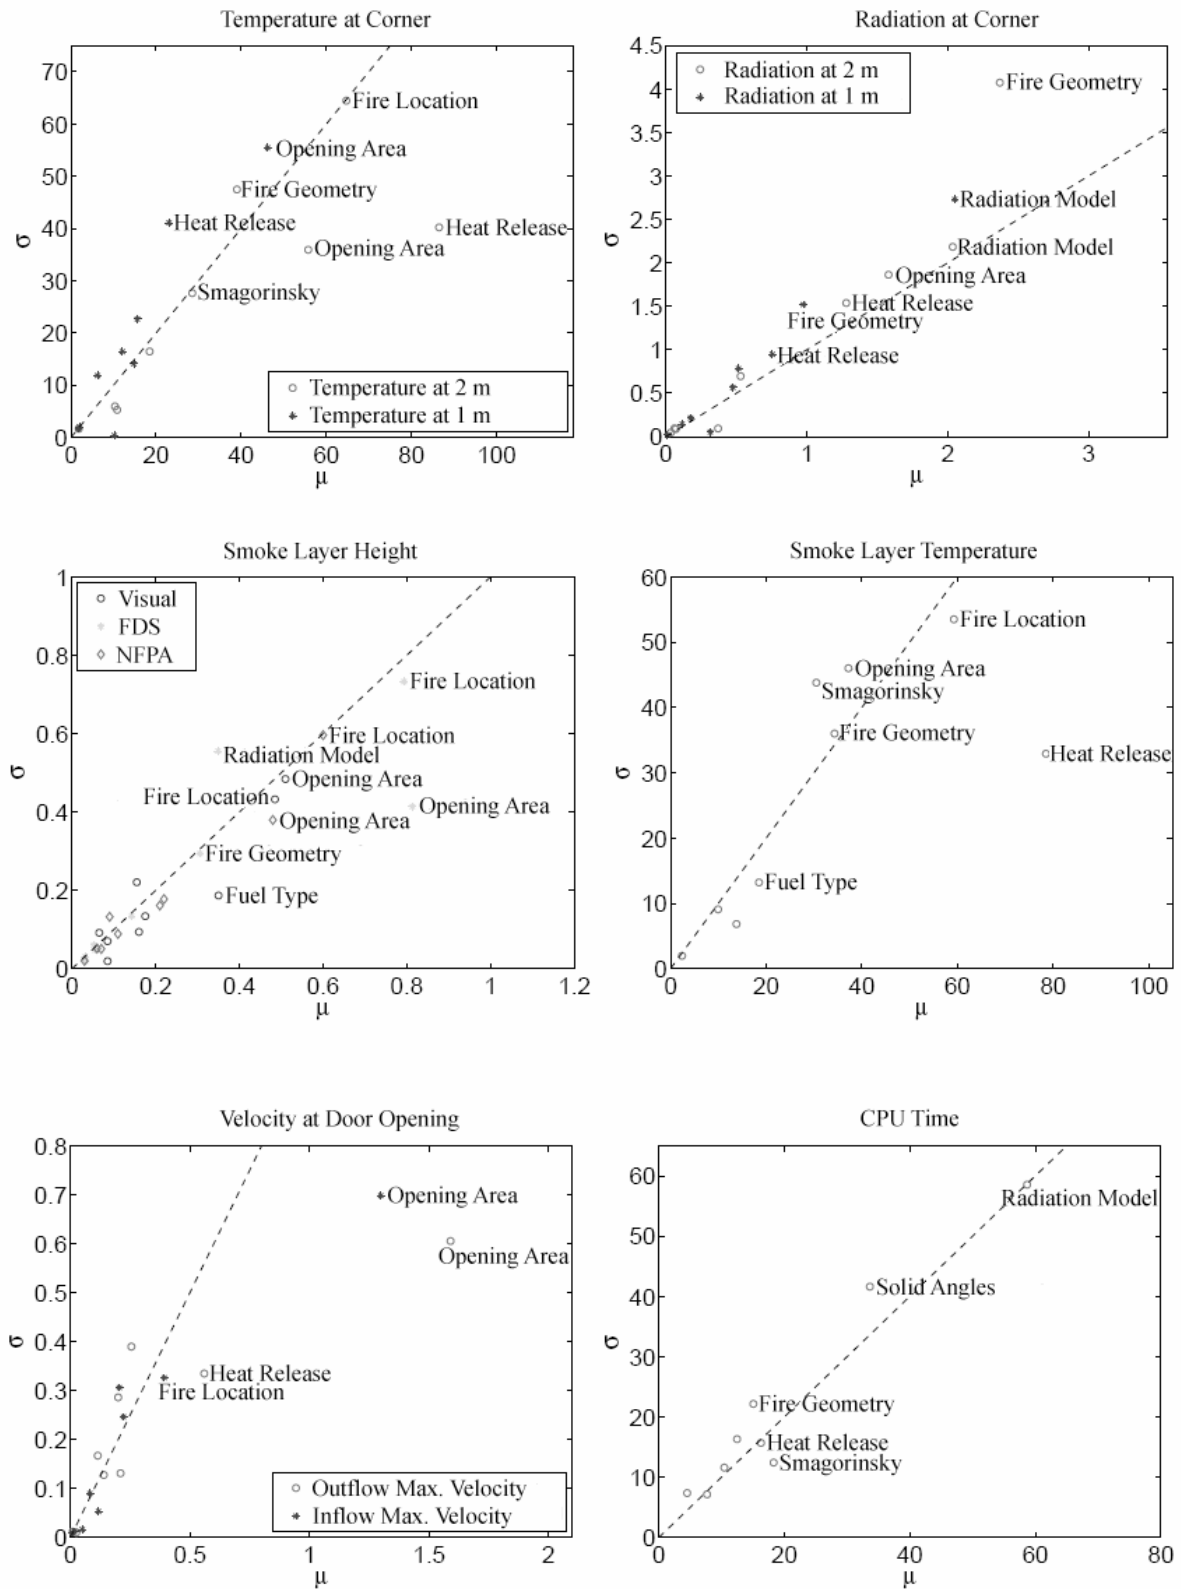 Temperature at Corner
70
60
50
40
30
20
10
0
σ
Fire Location
Opening Area
Fire Geometry
Heat Release
Heat Release
Opening Area
Smagorinsky
Temperature at 2 m
Temperature at 1 m
0 20 40 60 80 100
μ
Radiation at Corner
4.5
4
3.5
3
2.5
2
1.5
1
0.5
0
σ
Radiation at 2 m
Radiation at 1 m
Fire Geometry
Radiation Model
Radiation Model
Opening Area
Heat Release
Fire Geometry
Heat Release
0 1 2 3
μ
Smoke Layer Height
1
0.8
0.6
0.4
0.2
0
σ
Visual
FDS
NFPA
Fire Location
Fire Location
Radiation Model
Opening Area
Fire Location
Opening Area
Opening Area
Fire Geometry
Fuel Type
0 0.2 0.4 0.6 0.8 1 1.2
μ
Smoke Layer Temperature
60
50
40
30
20
10
0
σ
Fire Location
Opening Area
Smagorinsky
Fire Geometry
Heat Release
Fuel Type
0 20 40 60 80 100
μ
Velocity at Door Opening
0.8
0.7
0.6
0.5
0.4
0.3
0.2
0.1
0
σ
Opening Area
Opening Area
Heat Release
Fire Location
Outflow Max. Velocity
Inflow Max. Velocity
0 0.5 1 1.5 2
μ
CPU Time
60
50
40
30
20
10
0
σ
Radiation Model
Solid Angles
Fire Geometry
Heat Release
Smagorinsky
0 20 40 60 80
μ